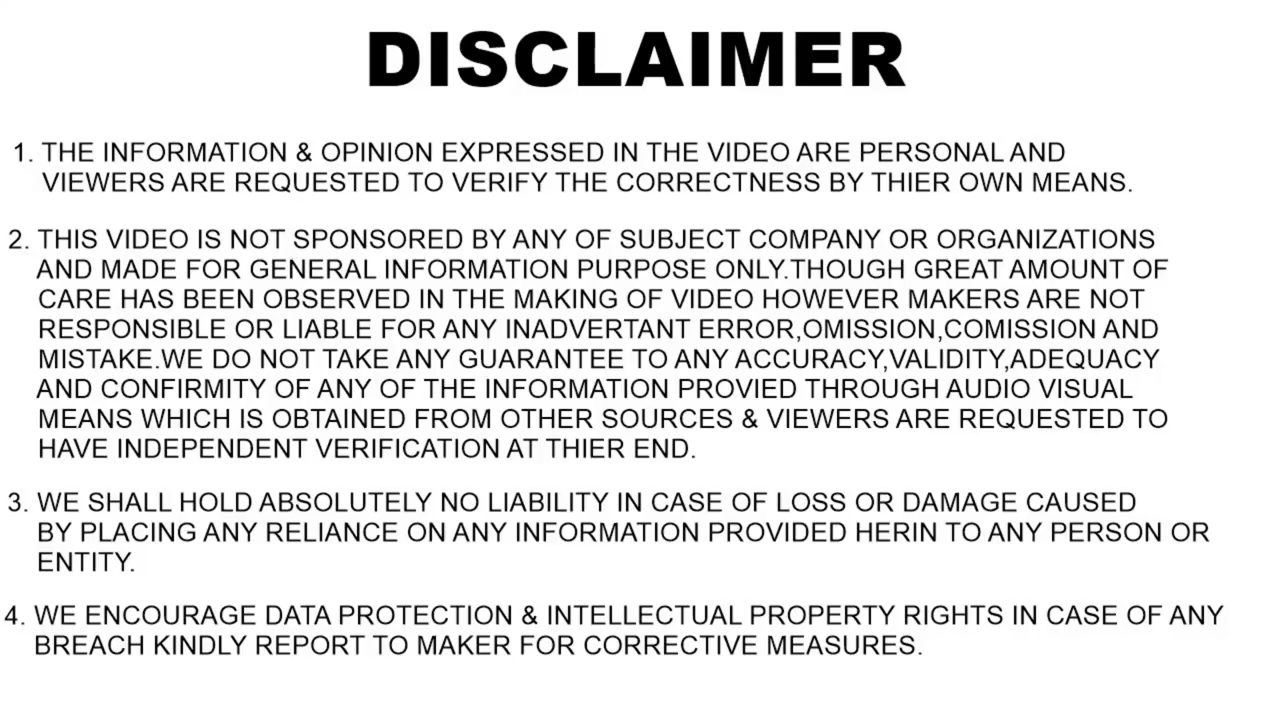 DISCLAIMER
1. THE INFORMATION & OPINION EXPRESSED IN THE VIDEO ARE PERSONAL AND
VIEWERS ARE REQUESTED TO VERIFY THE CORRECTNESS BY THIER OWN MEANS.
2. THIS VIDEO IS NOT SPONSORED BY ANY OF SUBJECT COMPANY OR ORGANIZATIONS
AND MADE FOR GENERAL INFORMATION PURPOSE ONLY.THOUGH GREAT AMOUNT OF
CARE HAS BEEN OBSERVED IN THE MAKING OF VIDEO HOWEVER MAKERS ARE NOT
RESPONSIBLE OR LIABLE FOR ANY INADVERTANT ERROR,OMISSION,COMISSION AND
MISTAKE.WE DO NOT TAKE ANY GUARANTEE TO ANY ACCURACY,VALIDITY,ADEQUACY
AND CONFIRMITY OF ANY OF THE INFORMATION PROVIED THROUGH AUDIO VISUAL
MEANS WHICH IS OBTAINED FROM OTHER SOURCES & VIEWERS ARE REQUESTED TO
HAVE INDEPENDENT VERIFICATION AT THIER END.
3. WE SHALL HOLD ABSOLUTELY NO LIABILITY IN CASE OF LOSS OR DAMAGE CAUSED
BY PLACING ANY RELIANCE ON ANY INFORMATION PROVIDED HERIN TO ANY PERSON OR
ENTITY.
4. WE ENCOURAGE DATA PROTECTION & INTELLECTUAL PROPERTY RIGHTS IN CASE OF ANY
BREACH KINDLY REPORT TO MAKER FOR CORRECTIVE MEASURES.